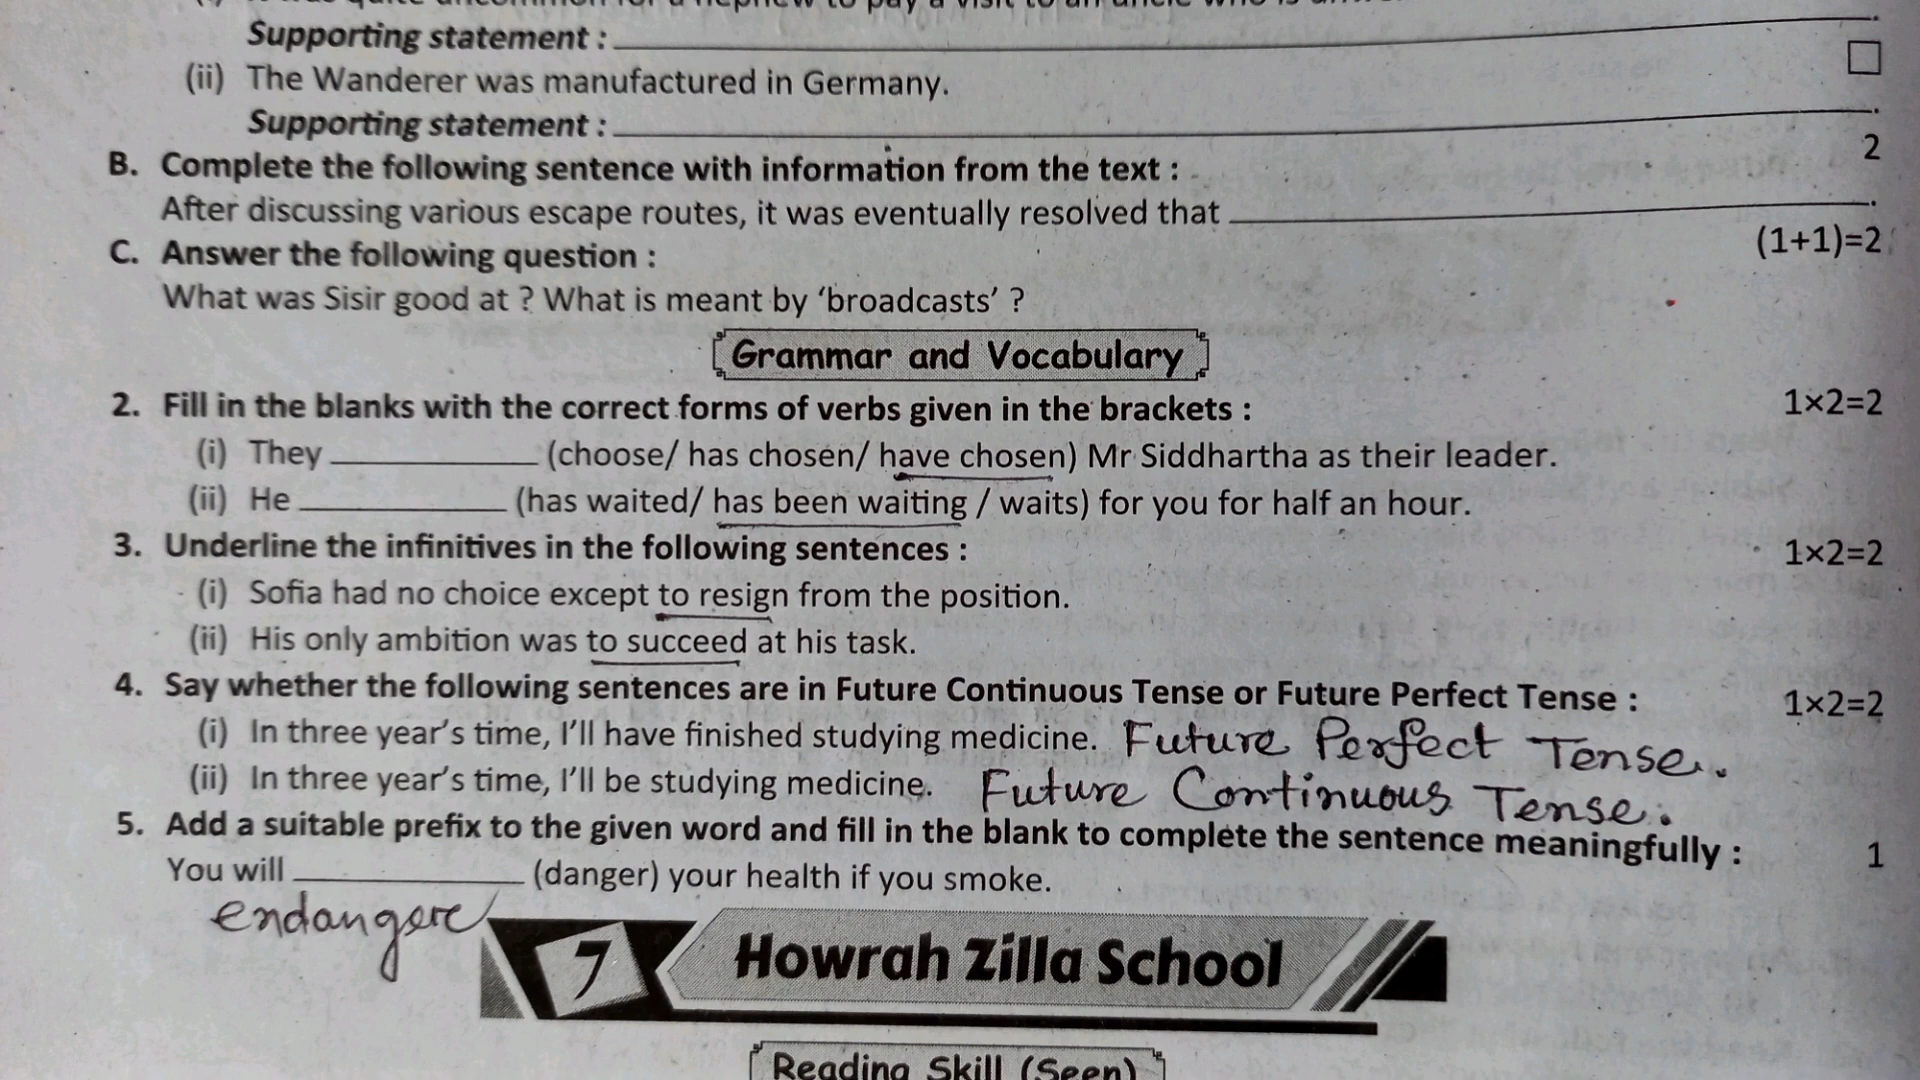 Supporting statement :
(ii) The Wanderer was manufactured in Germany.
Supporting statement :
B. Complete the following sentence with information from the text : 2
After discussing various escape routes, it was eventually resolved that ____________.
C. Answer the following question : (1+1)=2
What was Sisir good at ? What is meant by ‘broadcasts’ ?
Grammar and Vocabulary
2. Fill in the blanks with the correct forms of verbs given in the brackets : 1×2=2
(i) They ____________ (choose/ has chosen/ have chosen) Mr Siddhartha as their leader.
(ii) He ____________ (has waited/ has been waiting / waits) for you for half an hour.
3. Underline the infinitives in the following sentences : 1×2=2
(i) Sofia had no choice except to resign from the position.
(ii) His only ambition was to succeed at his task.
4. Say whether the following sentences are in Future Continuous Tense or Future Perfect Tense : 1×2=2
(i) In three year’s time, I’ll have finished studying medicine. Future Perfect Tense.
(ii) In three year’s time, I’ll be studying medicine. Future Continuous Tense.
5. Add a suitable prefix to the given word and fill in the blank to complete the sentence meaningfully : 1
You will ____________ (danger) your health if you smoke.
endanger
7 Howrah Zilla School
Reading Skill (Seen)